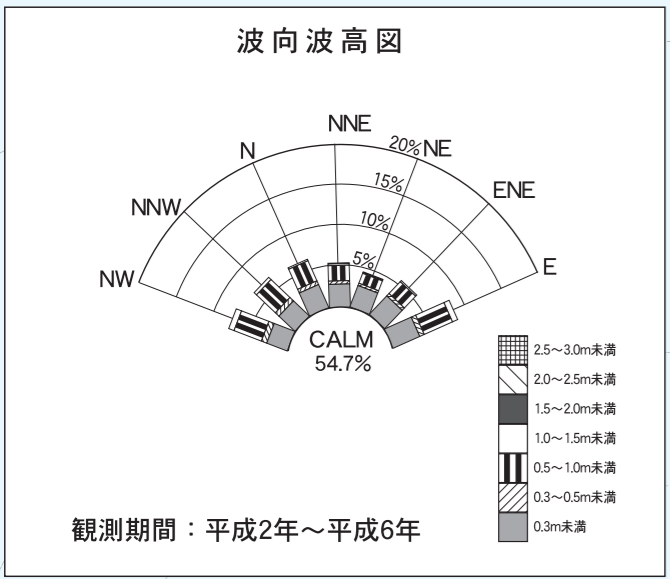 波向波高図
NNE
20%
NE
N
15%
ENE
NNW
10%
5%
NW
E
CALM
54.7%
2.5～3.0m未満
2.0～2.5m未満
1.5～2.0m未満
1.0～1.5m未満
0.5～1.0m未満
0.3～0.5m未満
0.3m未満
観測期間：平成2年～平成6年